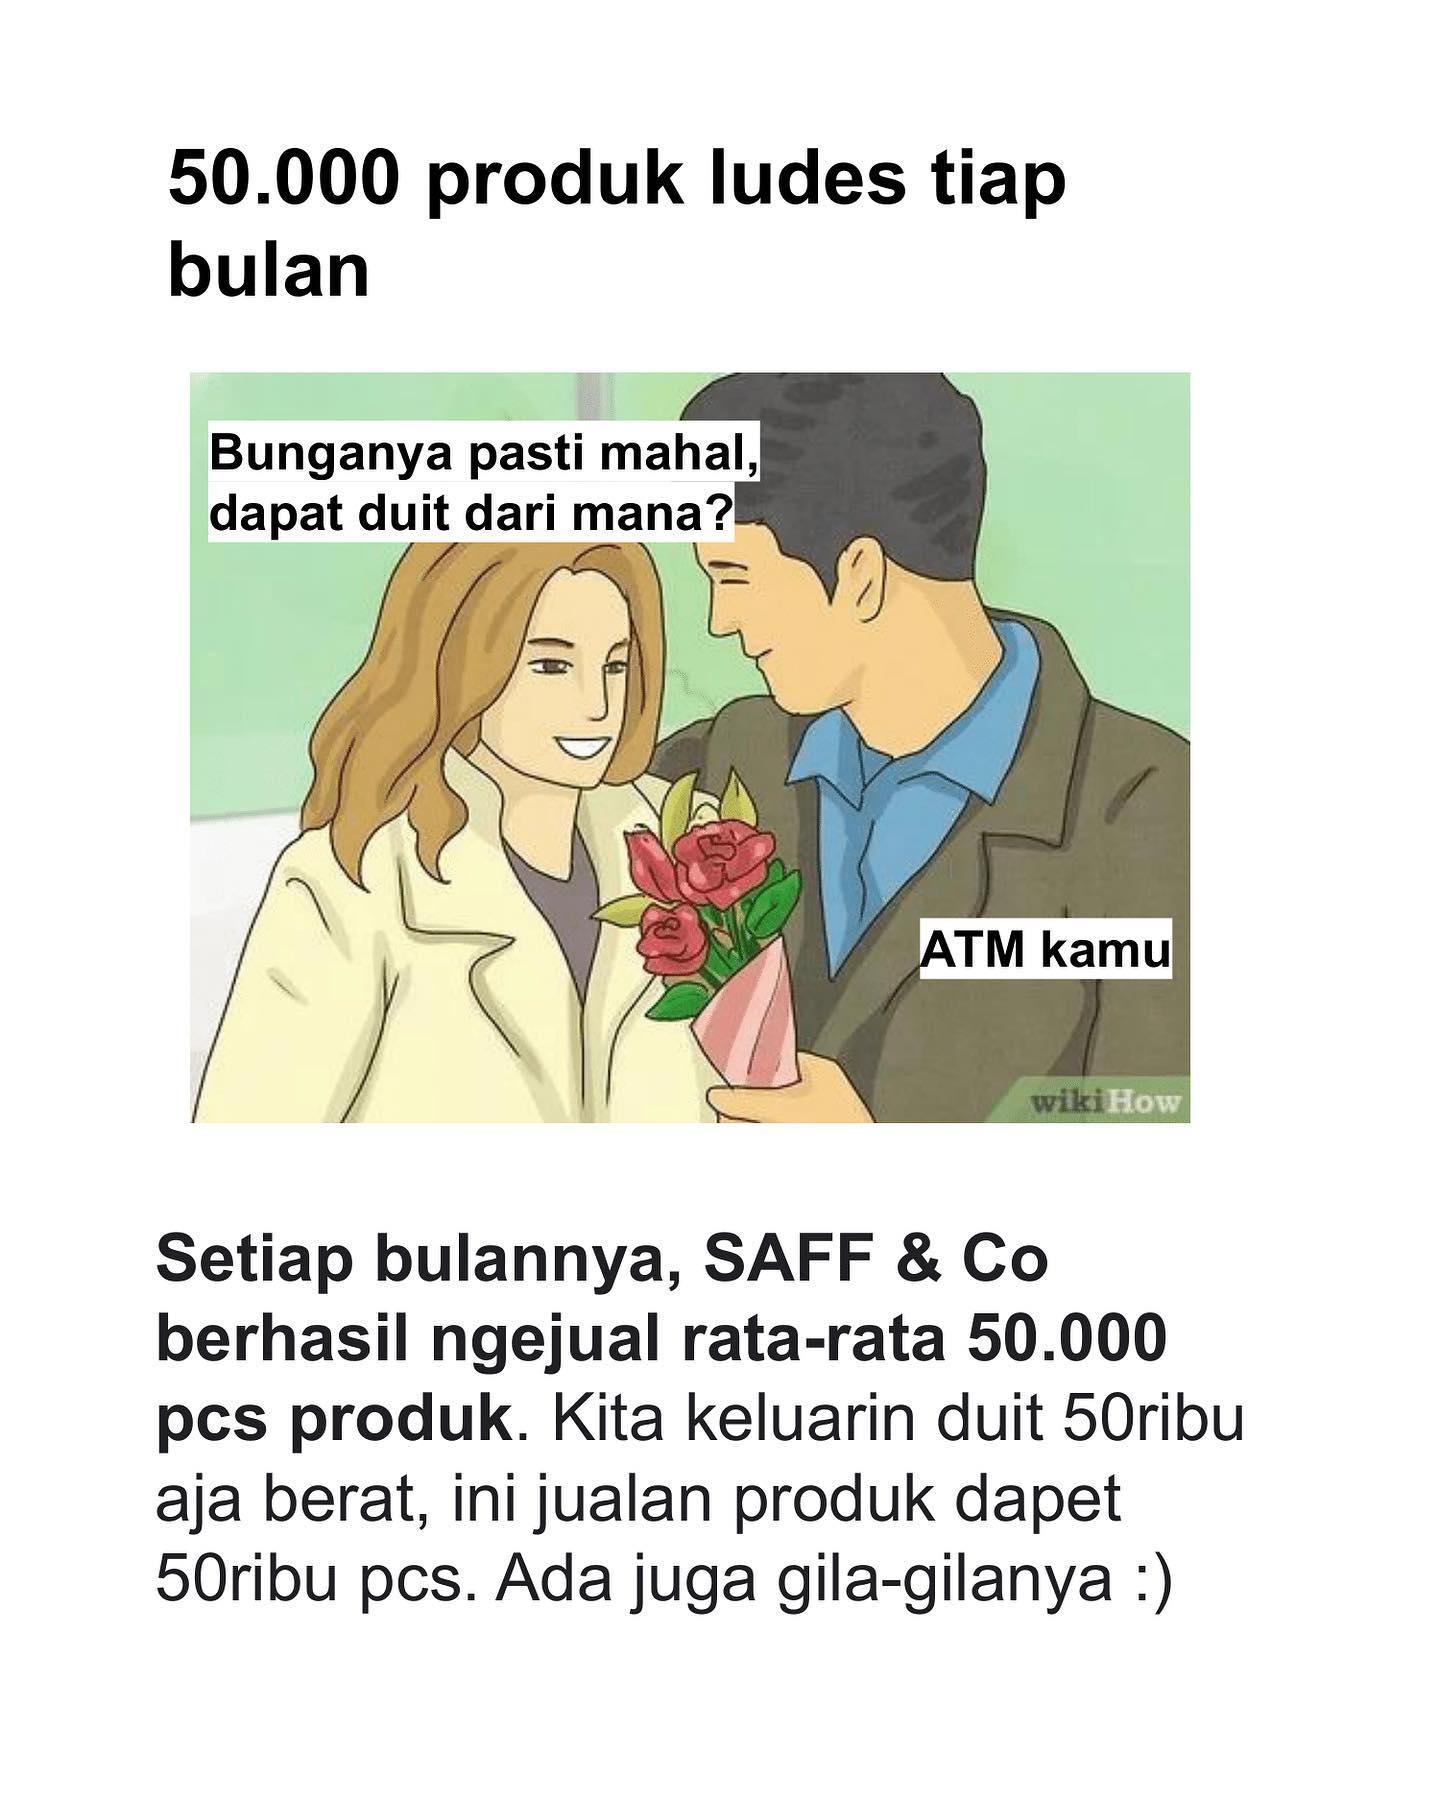 50.000 produk ludes tiap
bulan
Bunganya pasti mahal,
dapat duit dari mana?
ATM kamu
wikiHow
Setiap bulannya, SAFF & Co
berhasil ngejual rata-rata 50.000
pcs produk. Kita keluarin duit 50ribu
aja berat, ini jualan produk dapet
50ribu pcs. Ada juga gila-gilanya :)